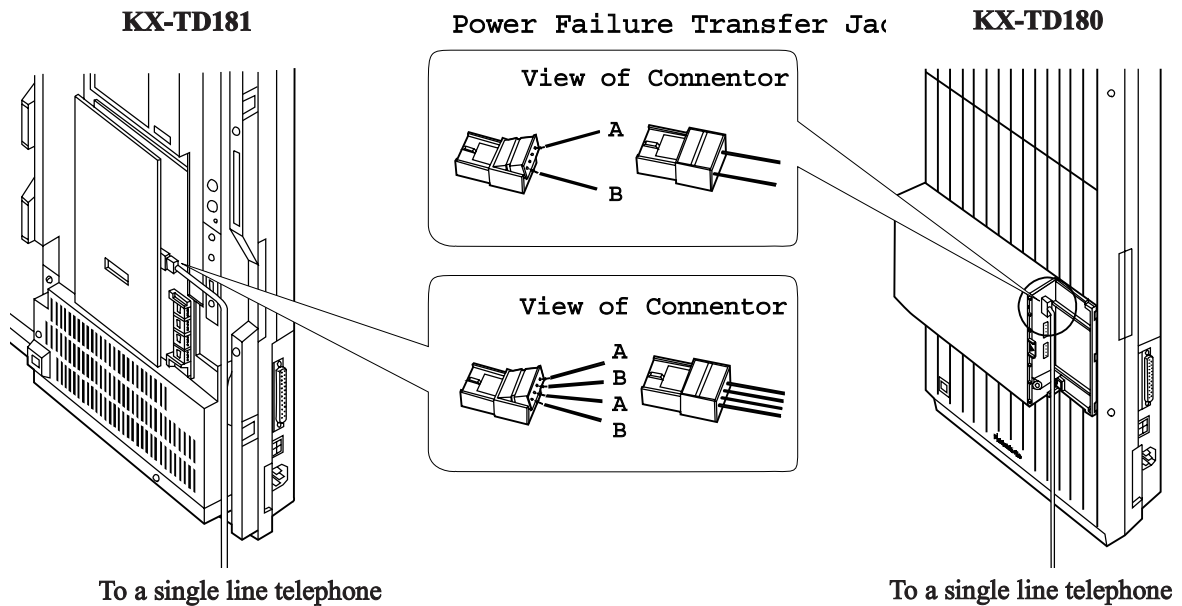 KX-TD181
Power Failure Transfer Jac
KX-TD180
View of Connentor
A
B
View of Connentor
A
B
A
B
To a single line telephone
To a single line telephone